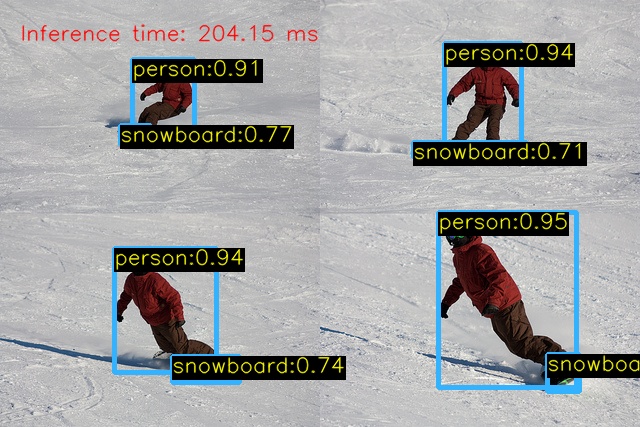 Inference time: 204.15 ms
person:0.91
snowboard:0.77
person:0.94
snowboard:0.71
person:0.94
snowboard:0.74
person:0.95
snowboa